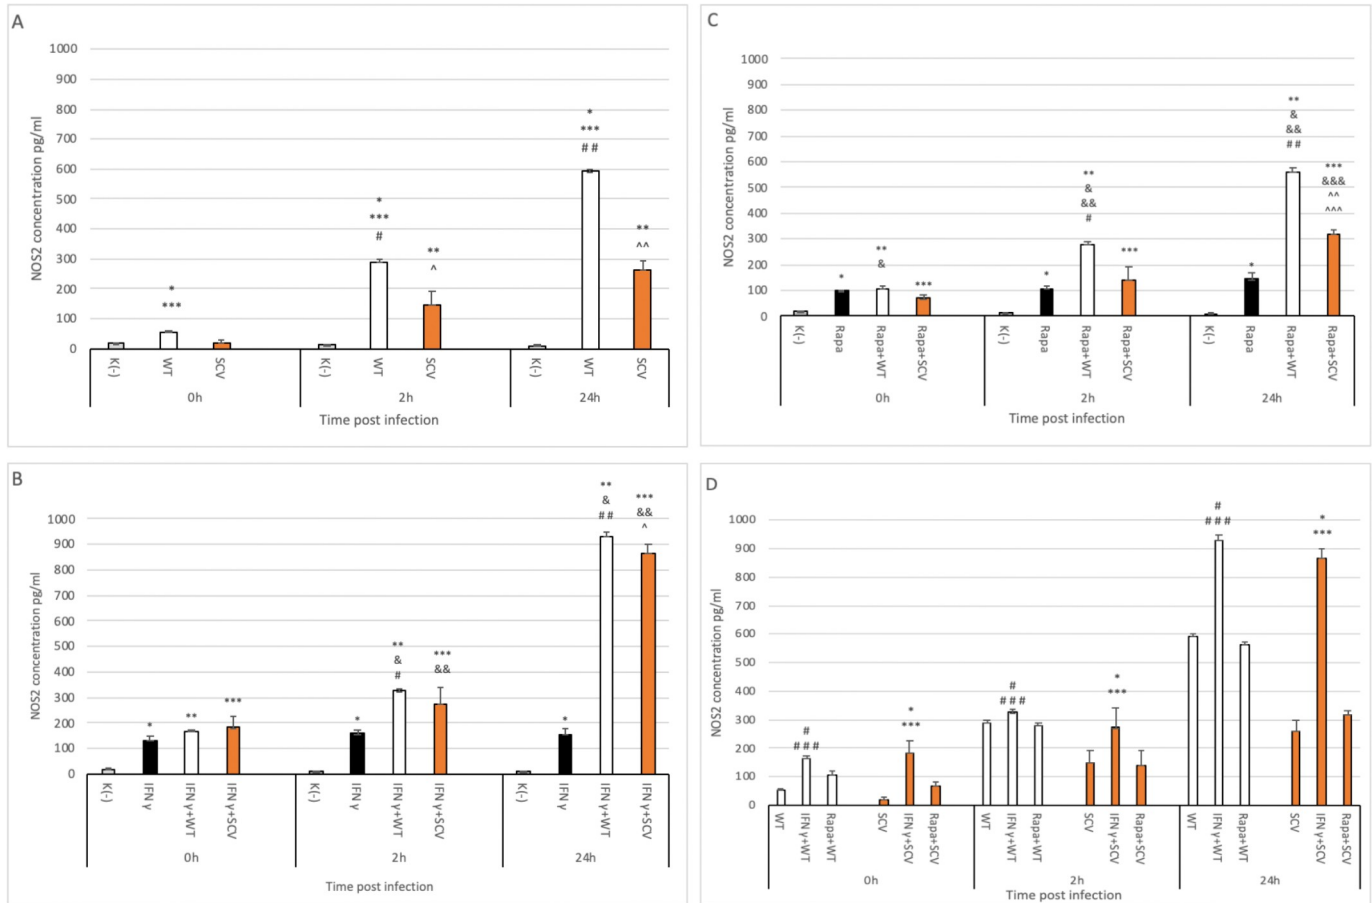 A
NOS2 concentration pg/ml
1000
900
800
700
600
500
400
300
200
100
0
*
***
*
***
#
**
^
*
***
# #
**
^^
K(-)
WT
SCV
K(-)
WT
SCV
K(-)
WT
SCV
0h
2h
24h
Time post infection
C
NOS2 concentration pg/ml
1000
900
800
700
600
500
400
300
200
100
0
*
**
&
***
*
**
&
&&
#
***
*
**
&
&&
# #
***
&&&
^^
^^^
K(-)
Rapa
Rapa+WT
Rapa+SCV
K(-)
Rapa
Rapa+WT
Rapa+SCV
K(-)
Rapa
Rapa+WT
Rapa+SCV
0h
2h
24h
Time post infection
B
NOS2 concentration pg/ml
1000
900
800
700
600
500
400
300
200
100
0
*
**
***
*
**
&
#
***
&&
*
**
&
# #
***
&&
^
K(-)
IFN γ
IFN γ+WT
IFN γ+SCV
K(-)
IFN γ
IFN γ+WT
IFN γ+SCV
K(-)
IFN γ
IFN γ+WT
IFN γ+SCV
0h
2h
24h
Time post infection
D
NOS2 concentration pg/ml
1000
900
800
700
600
500
400
300
200
100
0
#
# # #
*
***
#
# # #
*
***
#
# # #
*
***
WT
IFN γ+WT
Rapa+WT
SCV
IFN γ+SCV
Rapa+SCV
WT
IFN γ+WT
Rapa+WT
SCV
IFN γ+SCV
Rapa+SCV
WT
IFN γ+WT
Rapa+WT
SCV
IFN γ+SCV
Rapa+SCV
0h
2h
24h
Time post infection